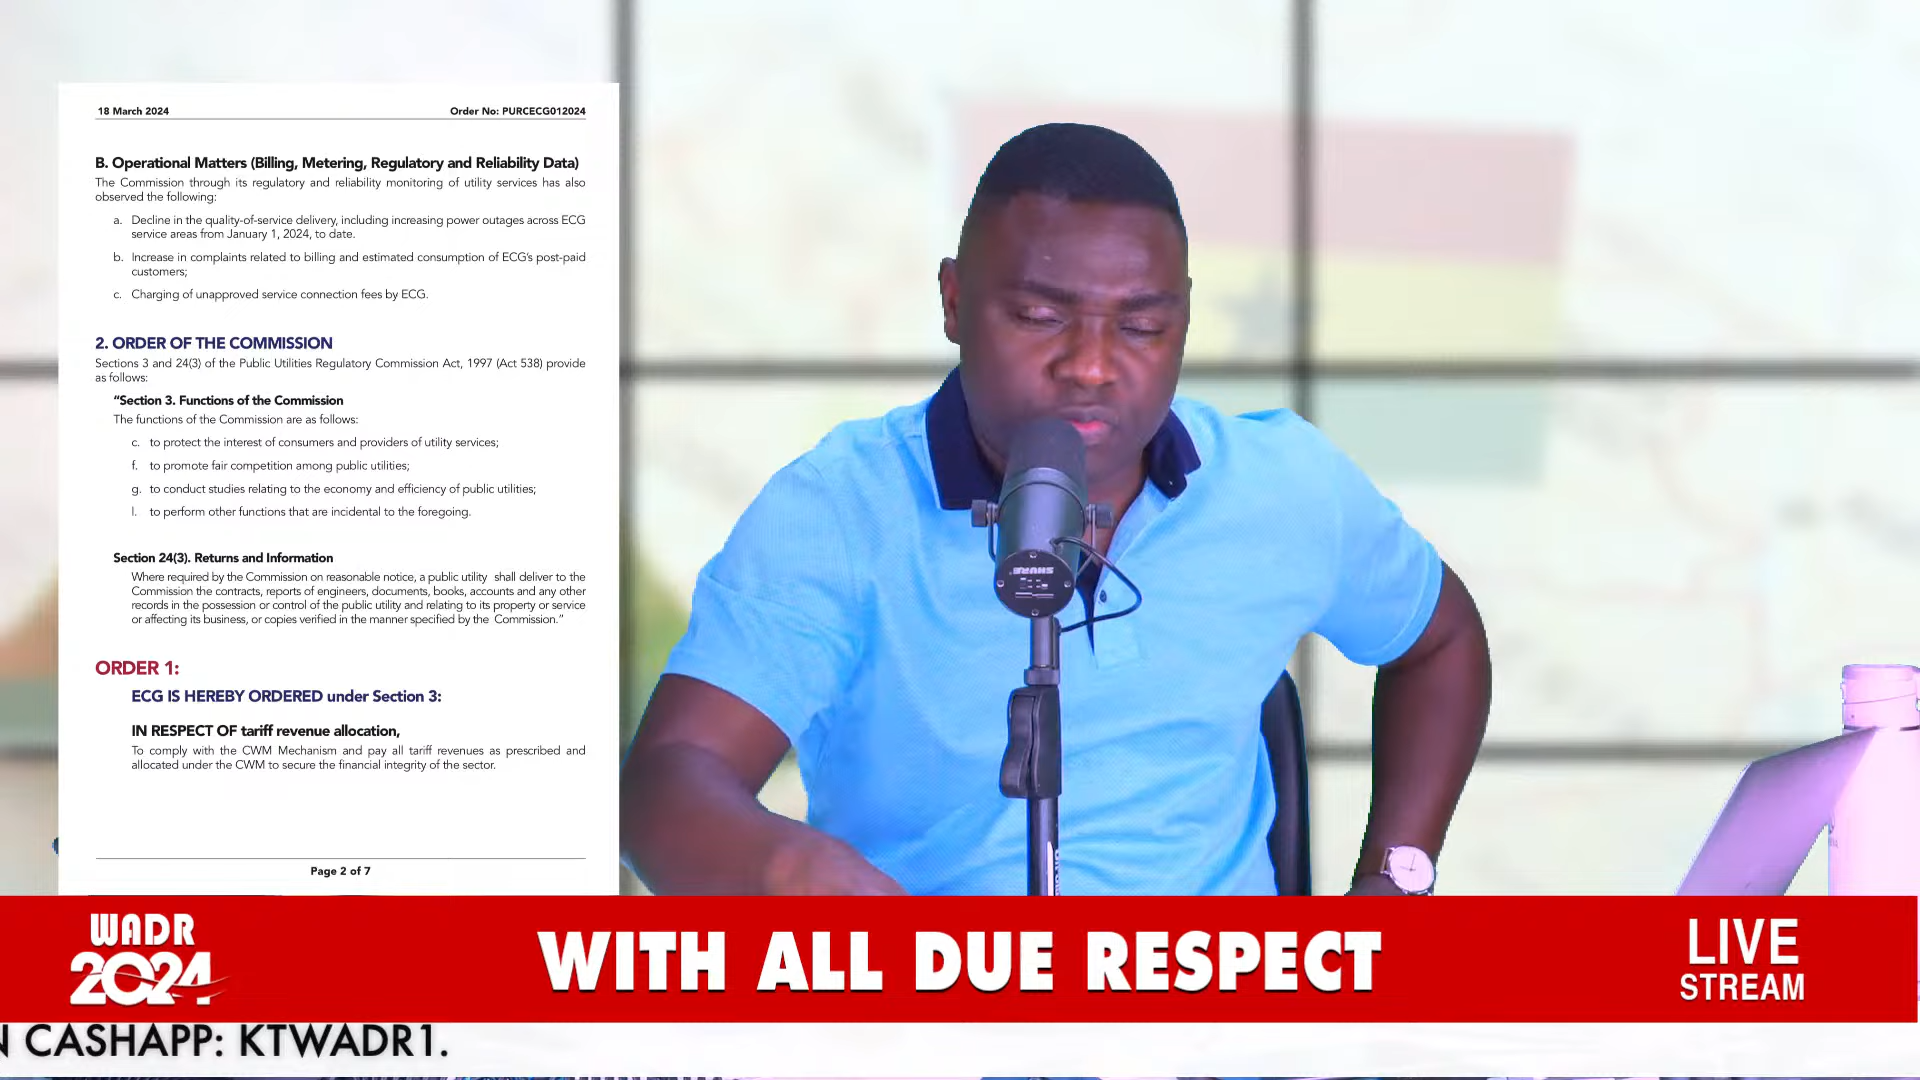 18 March 2024 Order No: PURCECG012024
B. Operational Matters (Billing, Metering, Regulatory and Reliability Data)
The Commission through its regulatory and reliability monitoring of utility services has also
observed the following:
a. Decline in the quality-of-service delivery, including increasing power outages across ECG
service areas from January 1, 2024, to date.
b. Increase in complaints related to billing and estimated consumption of ECG's post-paid
customers;
c. Charging of unapproved service connection fees by ECG.
2. ORDER OF THE COMMISSION
Sections 3 and 24(3) of the Public Utilities Regulatory Commission Act, 1997 (Act 538) provide
as follows:
"Section 3. Functions of the Commission
The functions of the Commission are as follows:
c. to protect the interest of consumers and providers of utility services;
f. to promote fair competition among public utilities;
g. to conduct studies relating to the economy and efficiency of public utilities;
l. to perform other functions that are incidental to the foregoing.
Section 24(3). Returns and Information
Where required by the Commission on reasonable notice, a public utility shall deliver to the
Commission the contracts, reports of engineers, documents, books, accounts and any other
records in the possession or control of the public utility and relating to its property or service
or affecting its business, or copies verified in the manner specified by the Commission."
ORDER 1:
ECG IS HEREBY ORDERED under Section 3:
IN RESPECT OF tariff revenue allocation,
To comply with the CWM Mechanism and pay all tariff revenues as prescribed and
allocated under the CWM to secure the financial integrity of the sector.
Page 2 of 7
SHURE
WADR
2024
WITH ALL DUE RESPECT
LIVE
STREAM
N CASHAPP: KTWADR1.